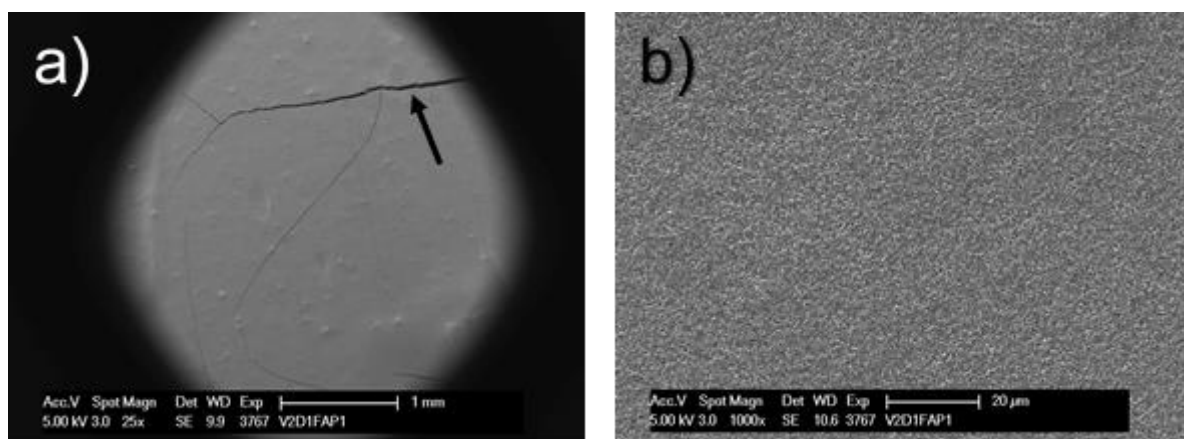 a)
Acc.V Spot Magn Det WD Exp 1 mm
5.00 kV 3.0 25x SE 9.9 3767 V2D1FAP1
b)
Acc.V Spot Magn Det WD Exp 20 µm
5.00 kV 3.0 1000x SE 10.6 3767 V2D1FAP1